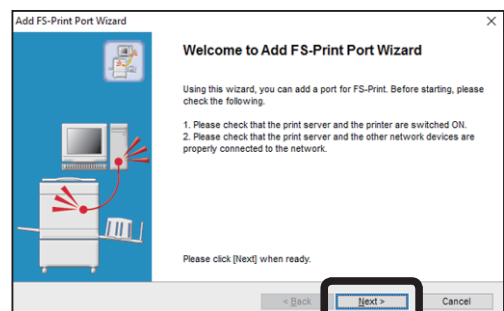 Add FS-Print Port Wizard
Welcome to Add FS-Print Port Wizard
Using this wizard, you can add a port for FS-Print. Before starting, please
check the following.
1. Please check that the print server and the printer are switched ON.
2. Please check that the print server and the other network devices are
properly connected to the network.
Please click [Next] when ready.
< Back
Next >
Cancel